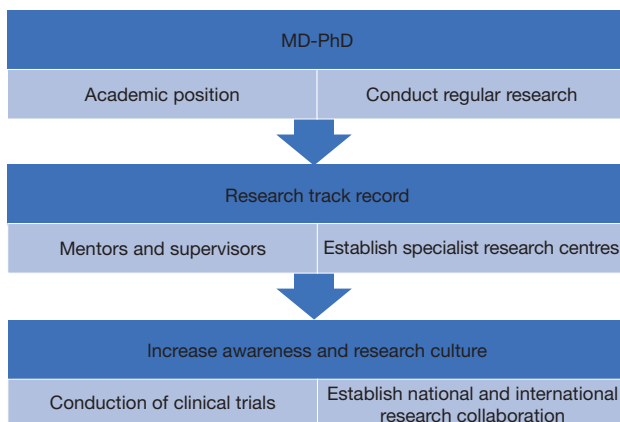 MD-PhD
Academic position
Conduct regular research
Research track record
Mentors and supervisors
Establish specialist research centres
Increase awareness and research culture
Conduction of clinical trials
Establish national and international
research collaboration